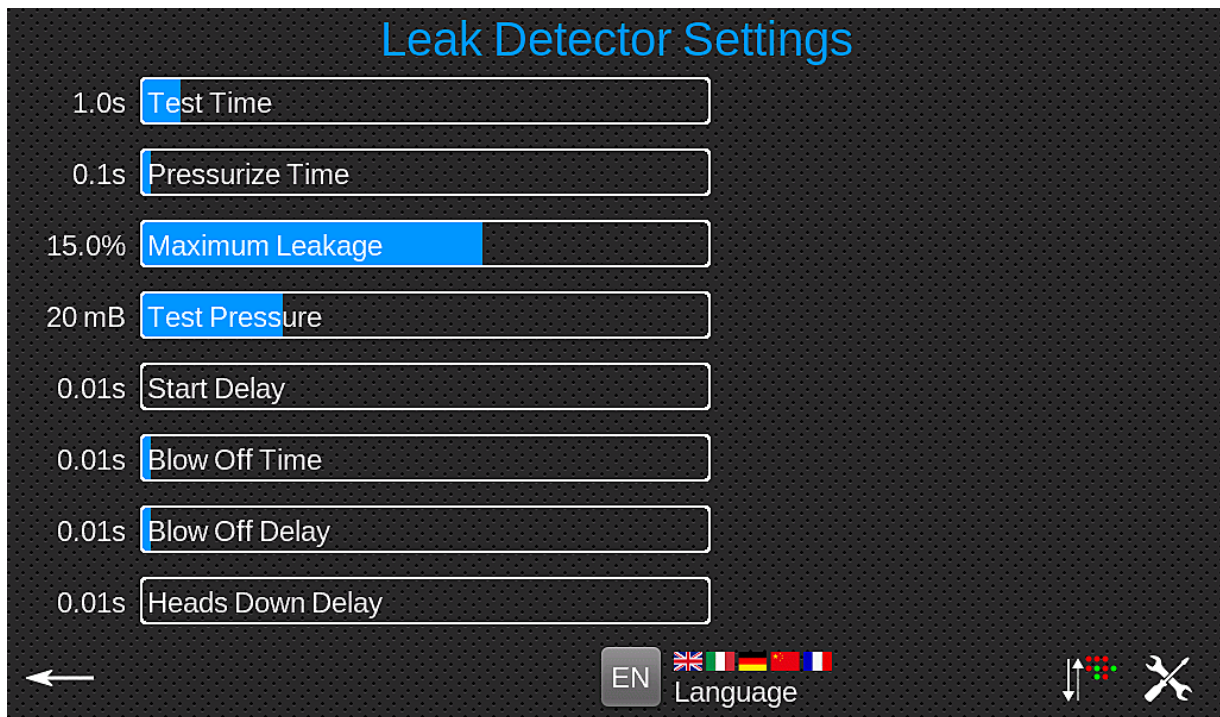 Leak Detector Settings
1.0s Test Time
0.1s Pressurize Time
15.0% Maximum Leakage
20 mB Test Pressure
0.01s Start Delay
0.01s Blow Off Time
0.01s Blow Off Delay
0.01s Heads Down Delay
EN Language